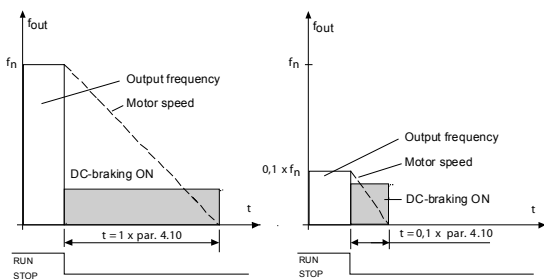 fout
fn
Output frequency
Motor speed
DC-braking ON
t
t = 1 x par. 4.10
RUN
STOP
fout
fn
Output frequency
0,1 x fn
Motor speed
DC-braking ON
t
t = 0,1 x par. 4.10
RUN
STOP